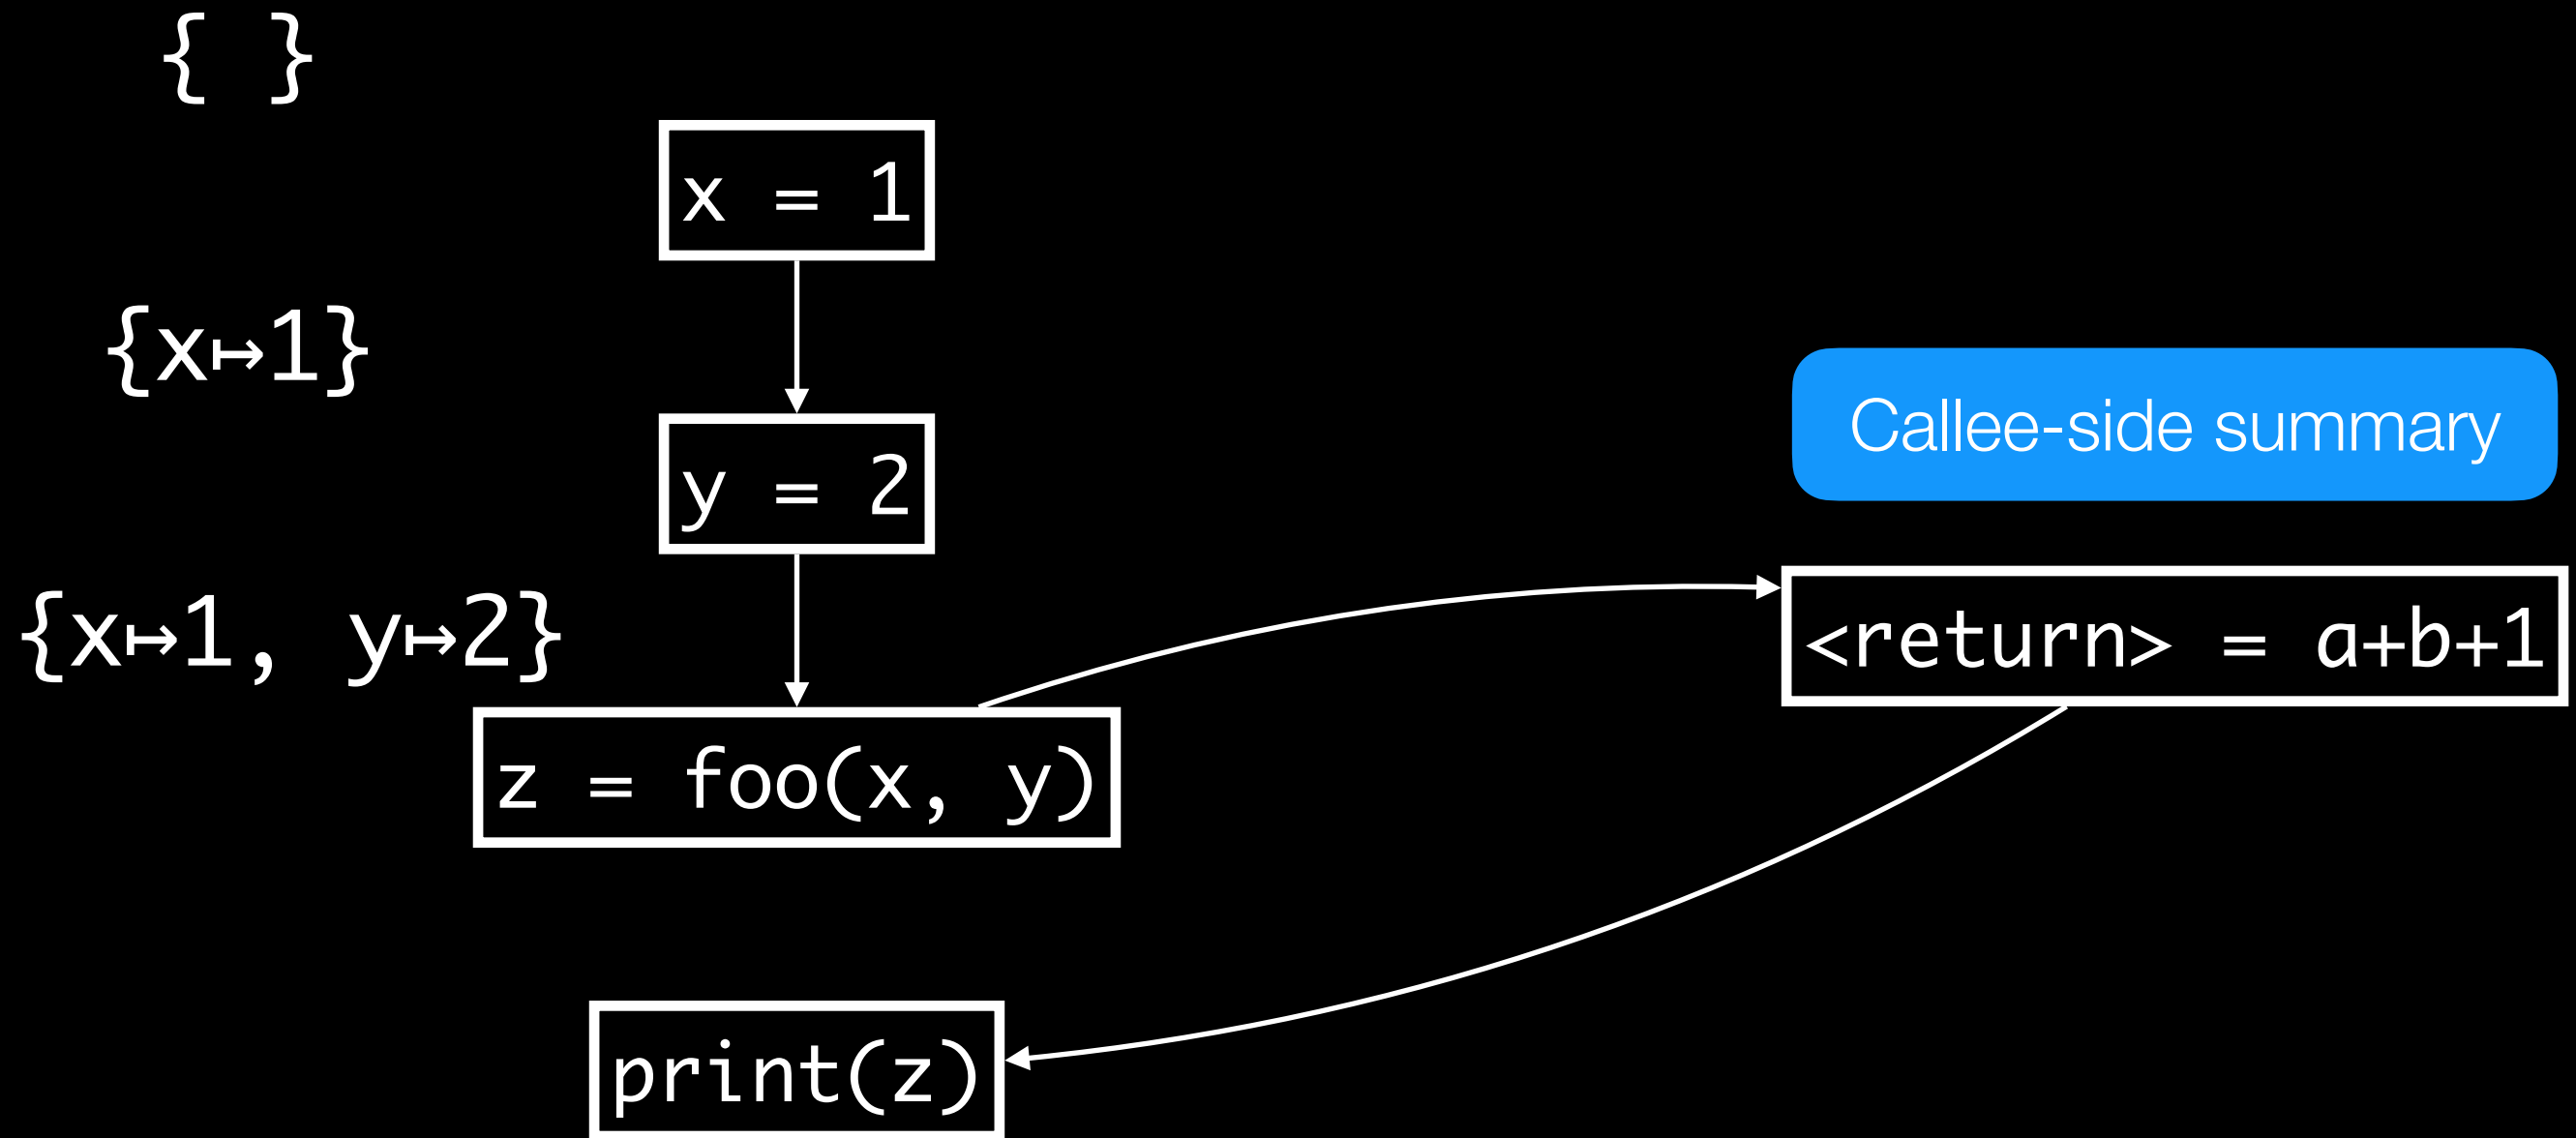 { }
x = 1
{x↦1}
y = 2
Callee-side summary
{x↦1, y↦2}
<return> = a+b+1
z = foo(x, y)
print(z)